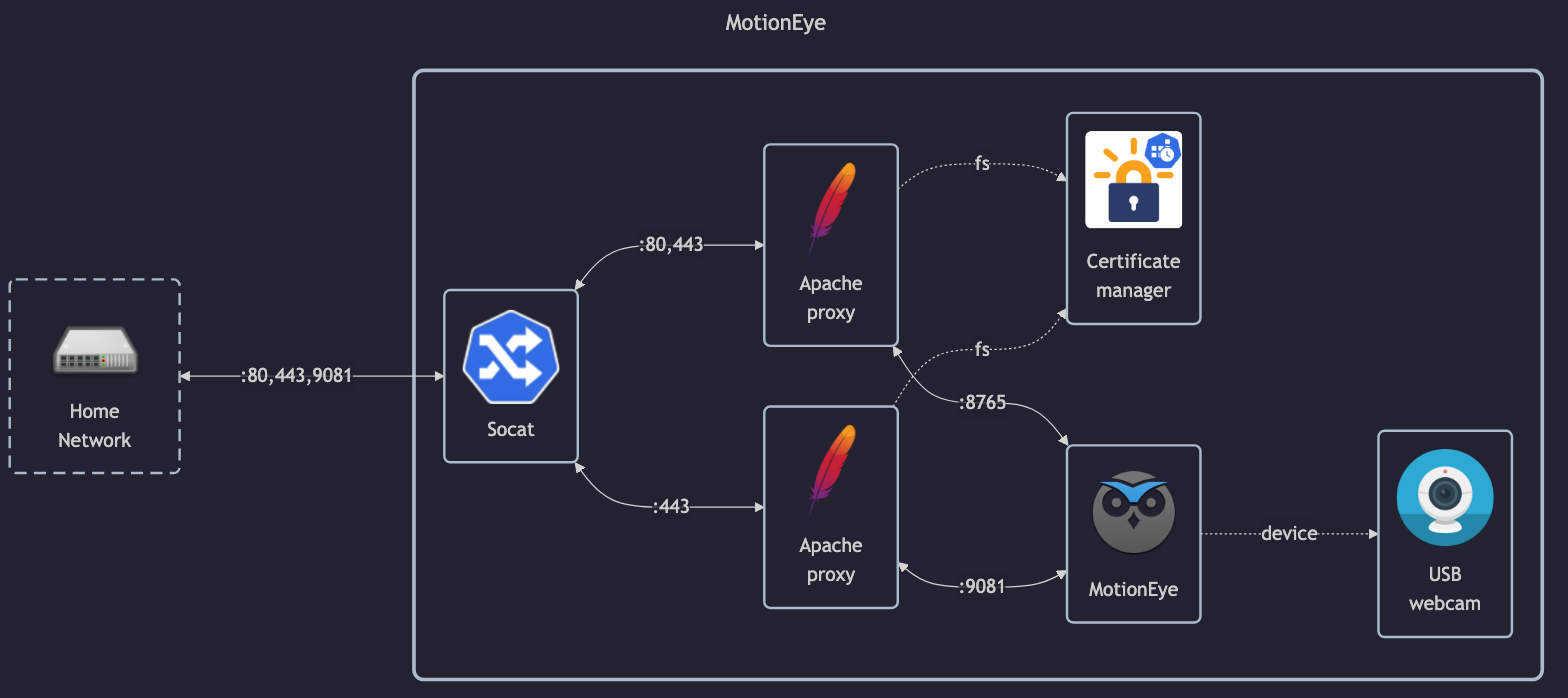 MotionEye
Home
Network
:80,443,9081
Socat
:80,443
:443
Apache
proxy
Apache
proxy
fs
fs
:8765
:9081
Certificate
manager
MotionEye
device
USB
webcam